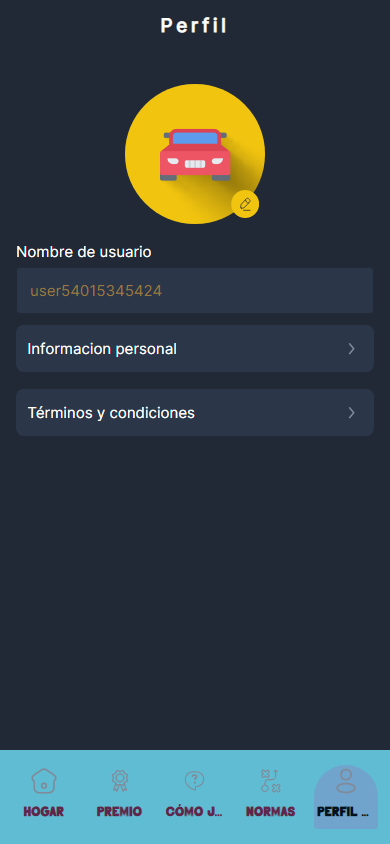 Perfil
Nombre de usuario
user54015345424
Informacion personal
Términos y condiciones
HOGAR
PREMIO
CÓMO J...
NORMAS
PERFIL ...